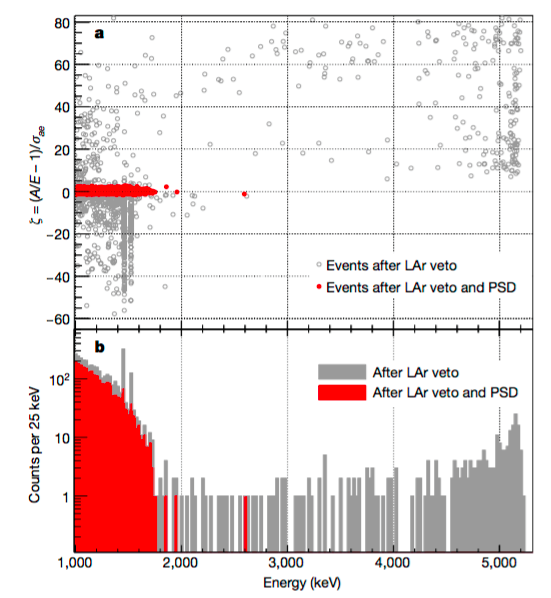 a
80
60
40
20
0
−20
−40
−60
ζ = (A/E − 1)/σae
Events after LAr veto
Events after LAr veto and PSD
b
10²
10
1
Counts per 25 keV
After LAr veto
After LAr veto and PSD
1,000 2,000 3,000 4,000 5,000
Energy (keV)